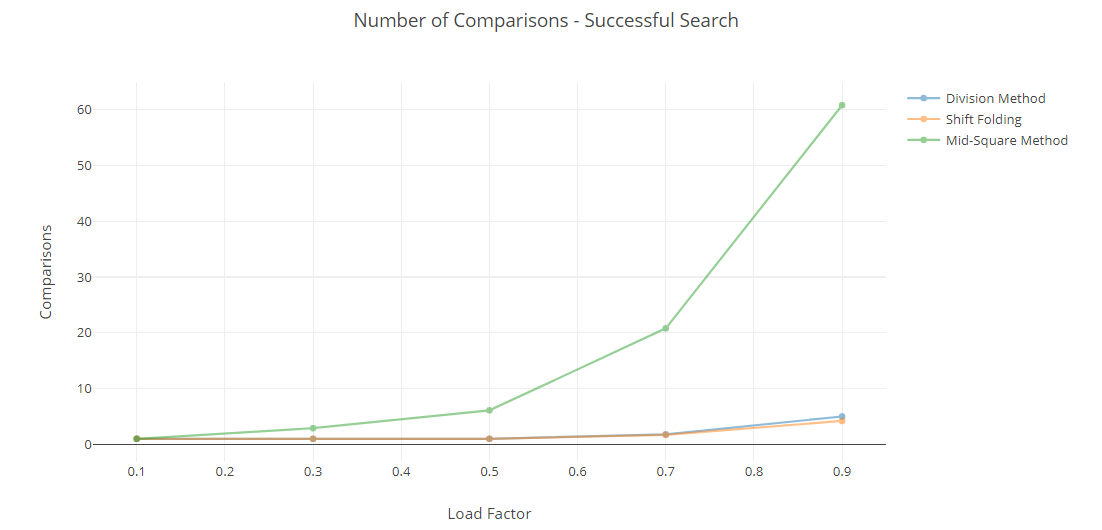 Number of Comparisons - Successful Search
Division Method
Shift Folding
Mid-Square Method
60
50
40
30
20
10
0
Comparisons
0.1 0.2 0.3 0.4 0.5 0.6 0.7 0.8 0.9
Load Factor